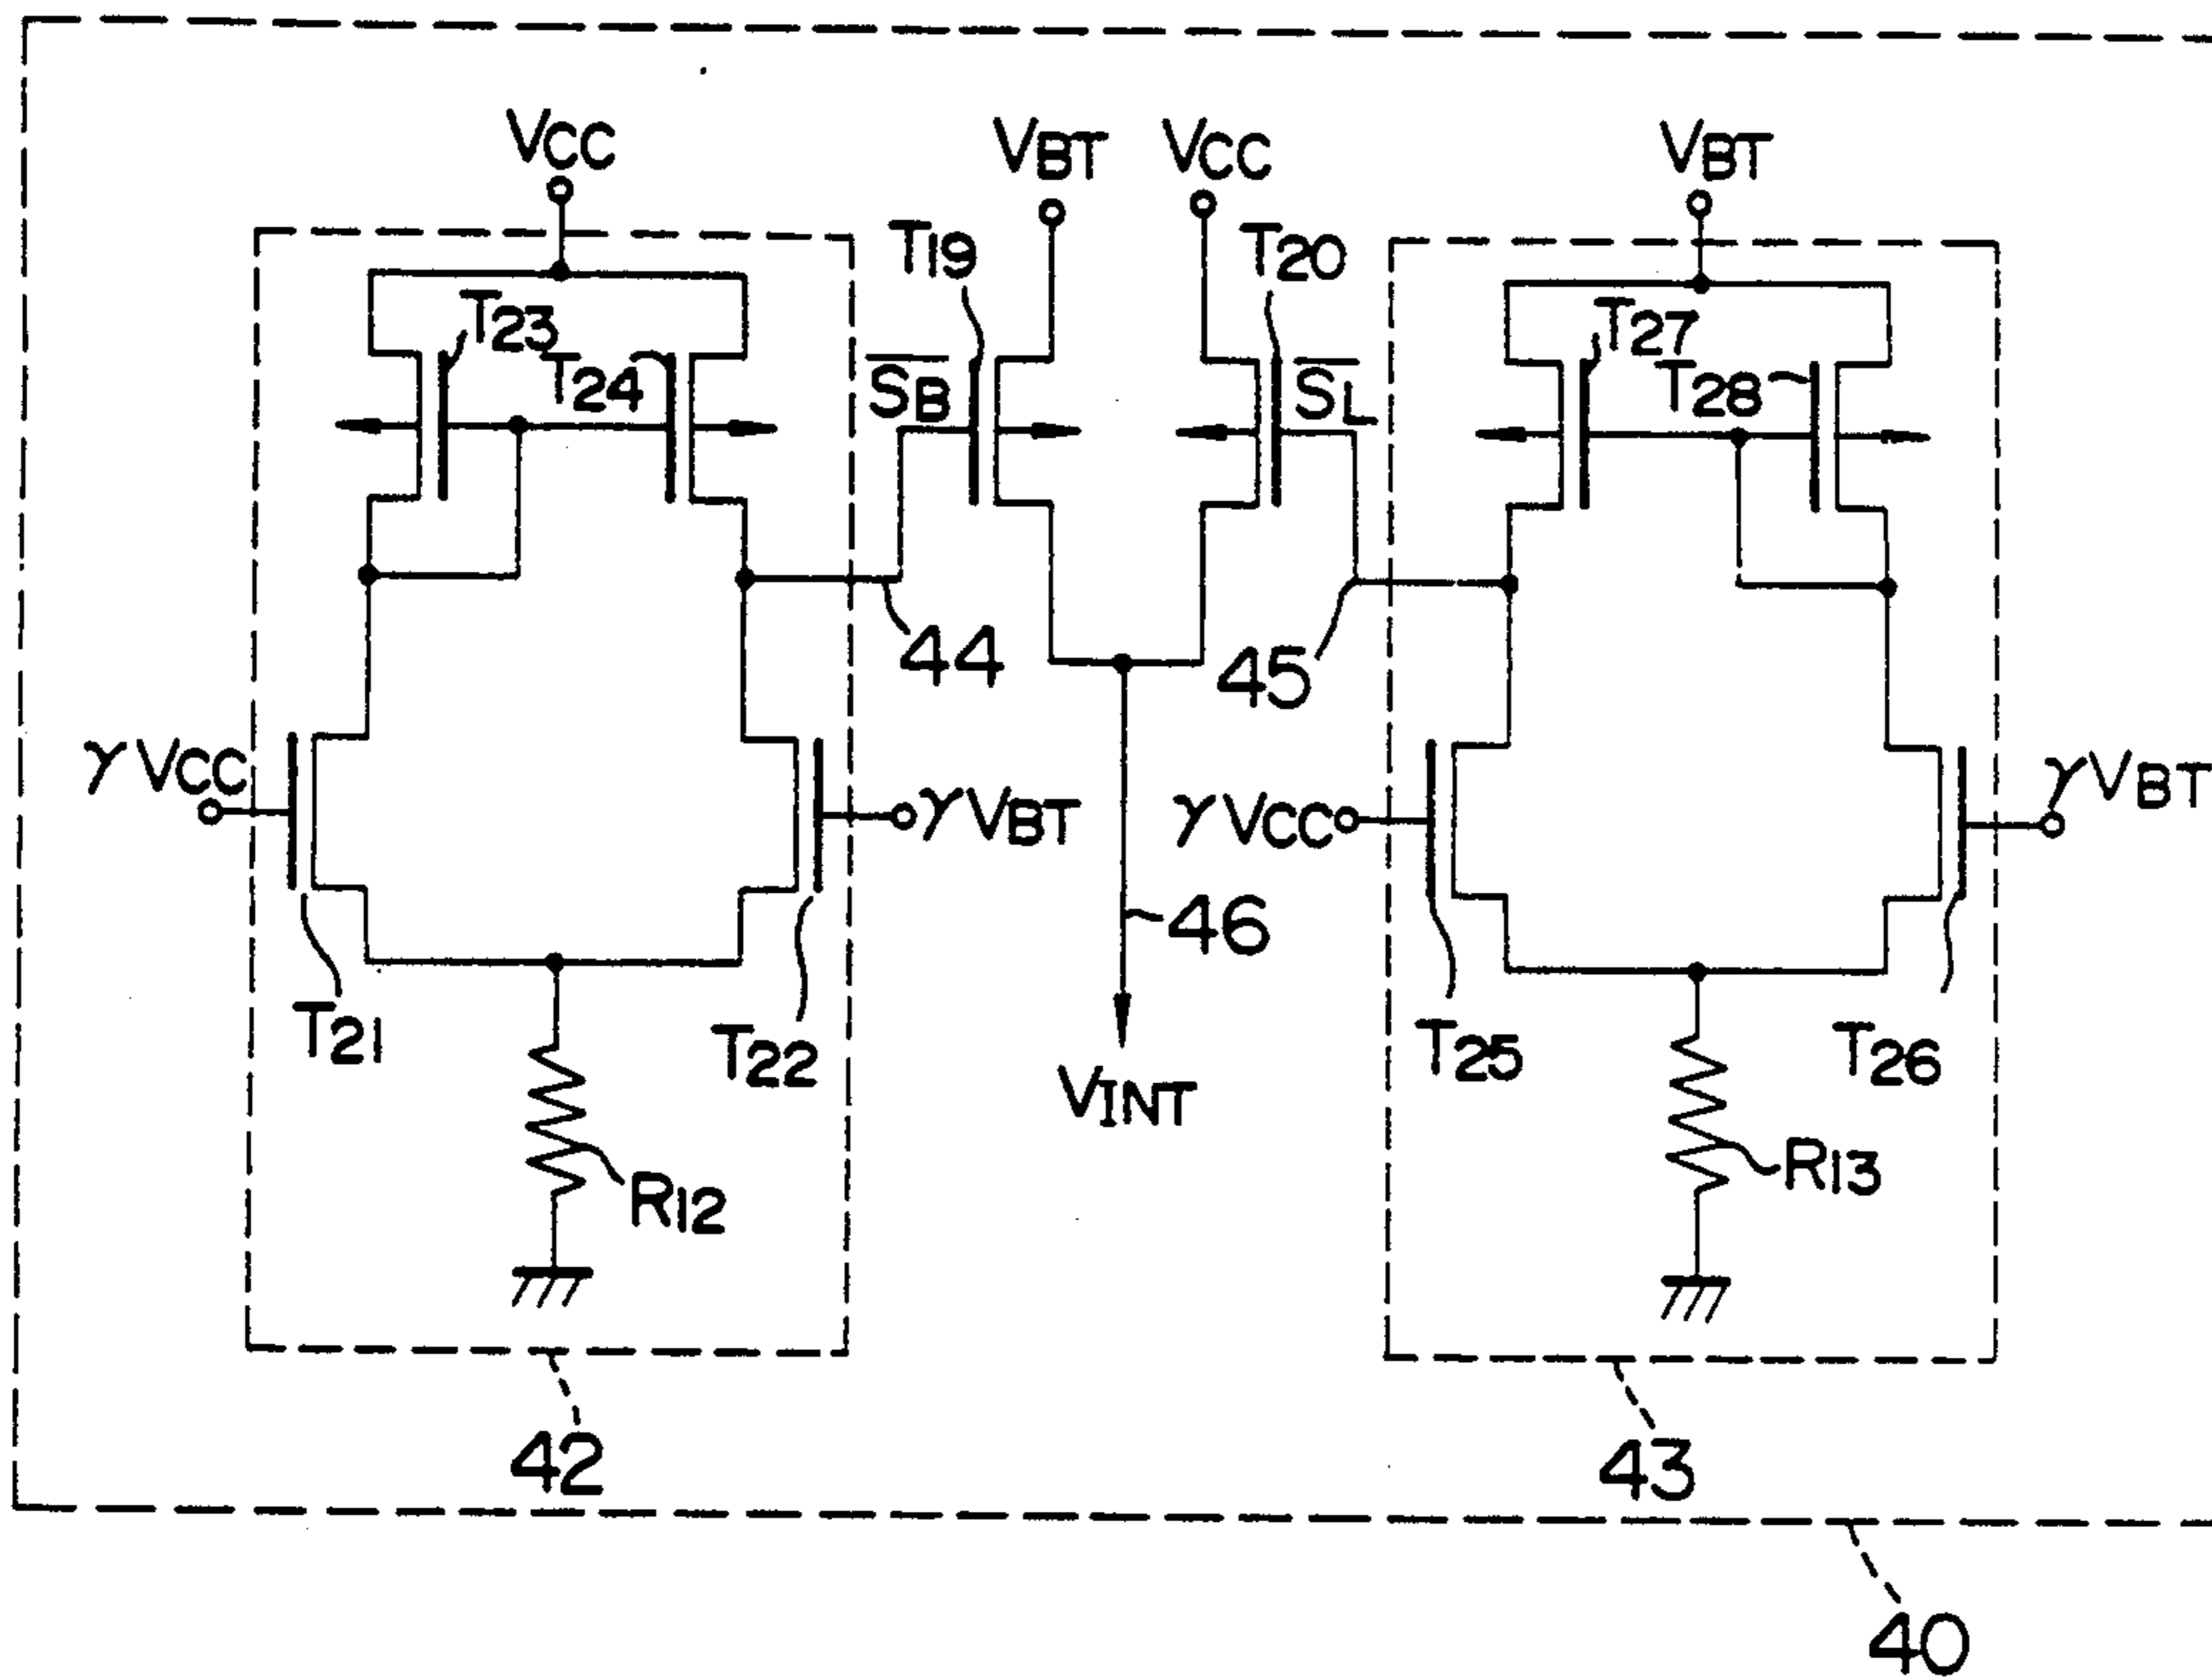 VCC
VBT
VCC
VBT
T19
T20
T23
T24
SB
SL
T27
T28
44
45
γVCC
γVBT
γVCC
γVBT
46
T21
T22
VINT
T25
T26
R12
R13
42
43
40